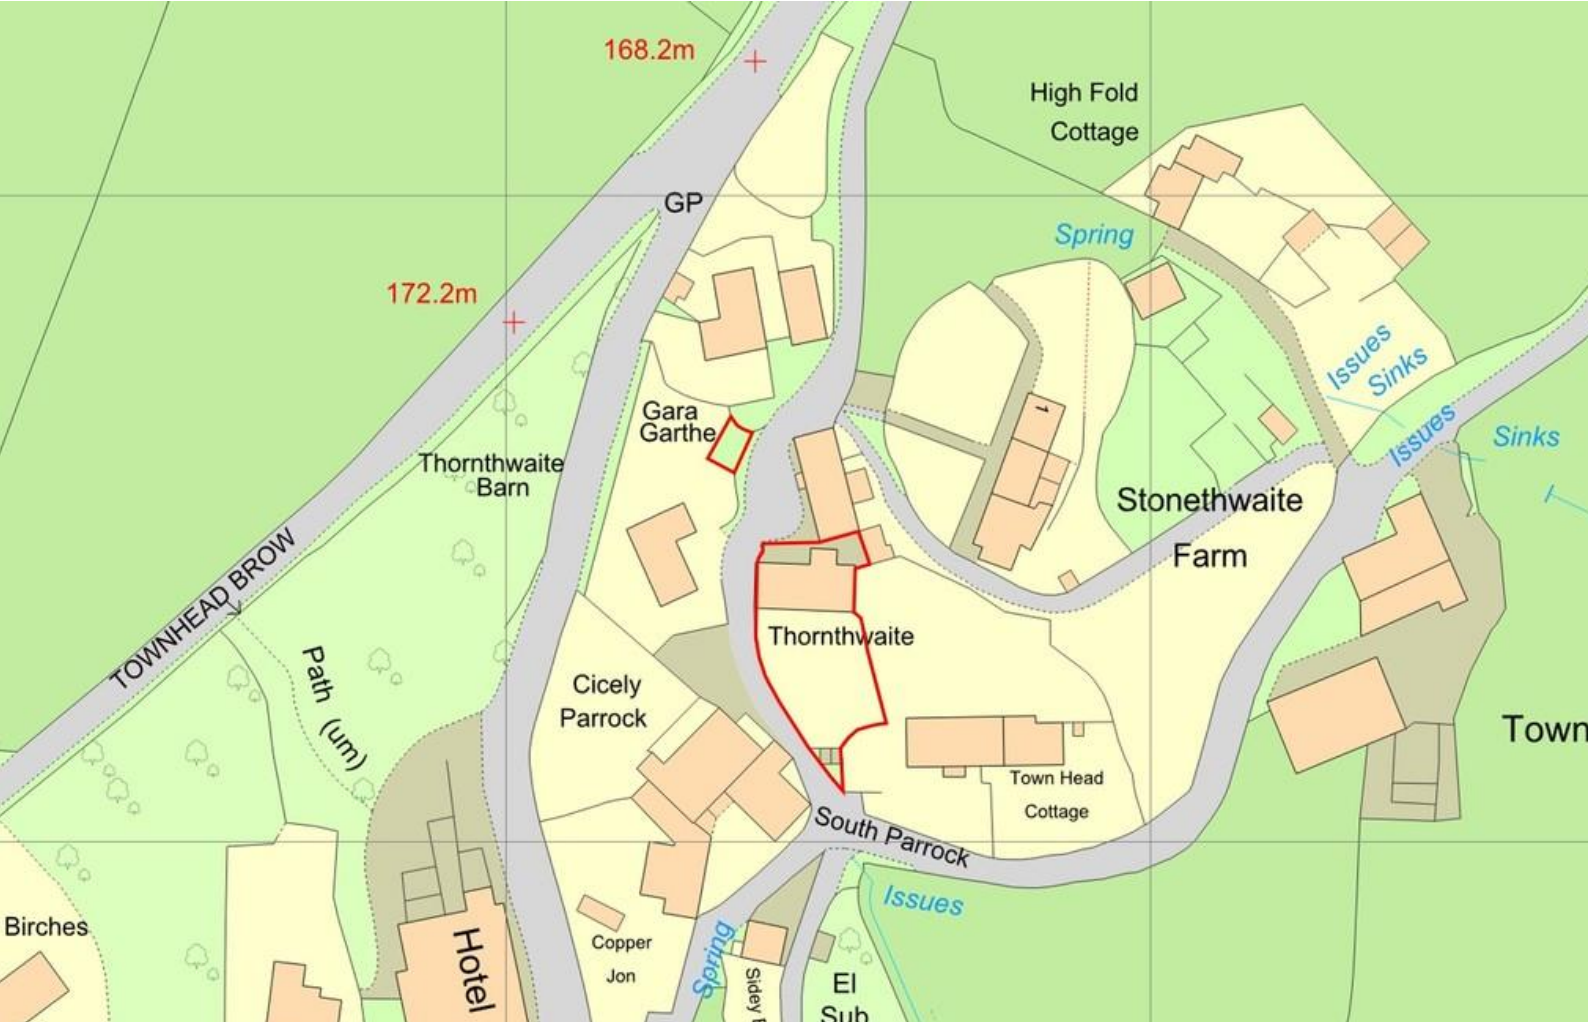 168.2m
High Fold
Cottage
GP
Spring
172.2m
Issues
Sinks
1
Gara
Garthe
Issues
Sinks
Thornthwaite
Barn
Stonethwaite
Farm
TOWNHEAD BROW
Thornthwaite
Path (um)
Cicely
Parrock
Town
Town Head
Cottage
South Parrock
Issues
Birches
Hotel
Copper
Jon
Spring
Sidey
El
Sub